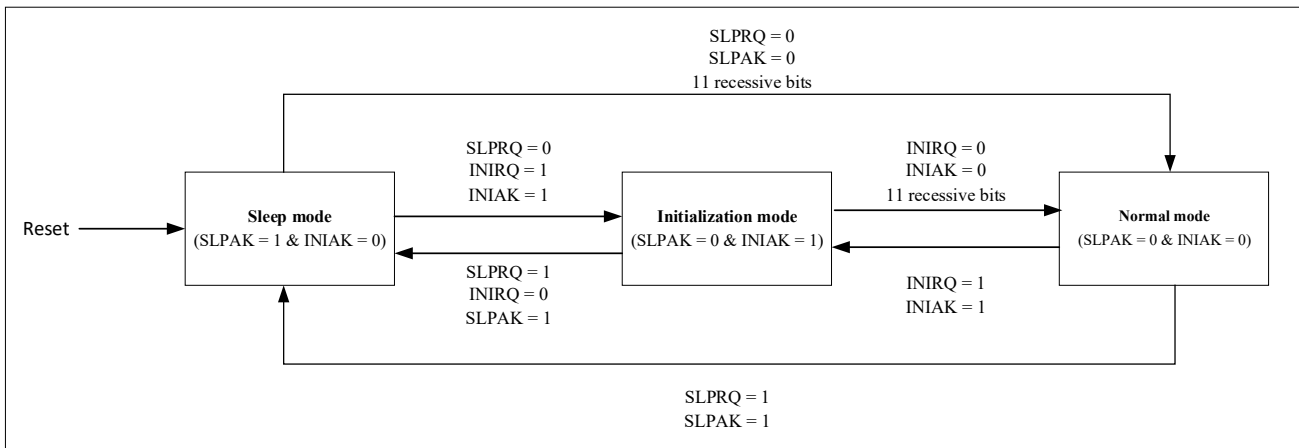 SLPRQ = 0
SLPAK = 0
11 recessive bits
SLPRQ = 0
INIRQ = 1
INIAK = 1
INIRQ = 0
INIAK = 0
11 recessive bits
Reset
Sleep mode
(SLPAK = 1 & INIAK = 0)
Initialization mode
(SLPAK = 0 & INIAK = 1)
Normal mode
(SLPAK = 0 & INIAK = 0)
SLPRQ = 1
INIRQ = 0
SLPAK = 1
INIRQ = 1
INIAK = 1
SLPRQ = 1
SLPAK = 1